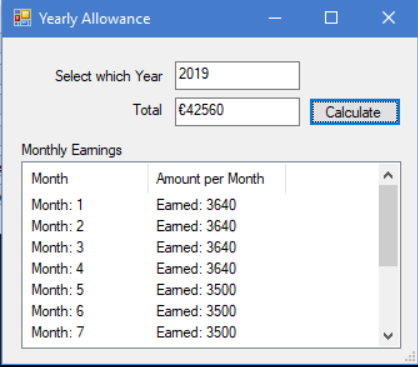 Yearly Allowance
Select which Year 2019
Total €42560 Calculate
Monthly Earnings
Month Amount per Month
Month: 1 Earned: 3640
Month: 2 Earned: 3640
Month: 3 Earned: 3640
Month: 4 Earned: 3640
Month: 5 Earned: 3500
Month: 6 Earned: 3500
Month: 7 Earned: 3500